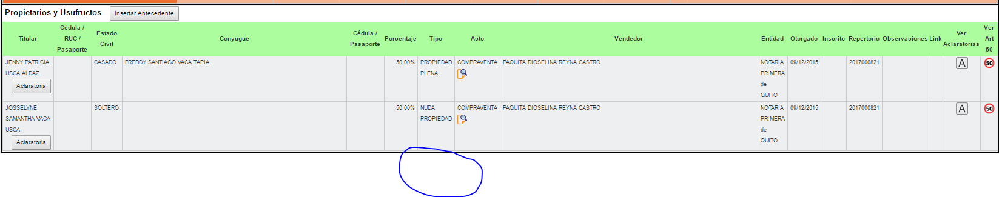 Propietarios y Usufructos Insertar Antecedente
Titular Cédula / RUC / Pasaporte Estado Civil Conyugue Cédula / Pasaporte Porcentaje Tipo Acto Vendedor Entidad Otorgado Inscrito Repertorio Observaciones Link Ver Aclaratorias Ver Art 50
JENNY PATRICIA CASADO FREDDY SANTIAGO VACA TAPIA 50,00% PROPIEDAD COMPRAVENTA PAQUITA DIOSELINA REYNA CASTRO NOTARIA 09/12/2015 2017000821 A 50
USCA ALDAZ PLENA PRIMERA
Aclaratoria de
QUITO
JOSSELYNE SOLTERO 50,00% NUDA COMPRAVENTA PAQUITA DIOSELINA REYNA CASTRO NOTARIA 09/12/2015 2017000821 A 50
SAMANTHA VACA PROPIEDAD PRIMERA
USCA de
Aclaratoria QUITO